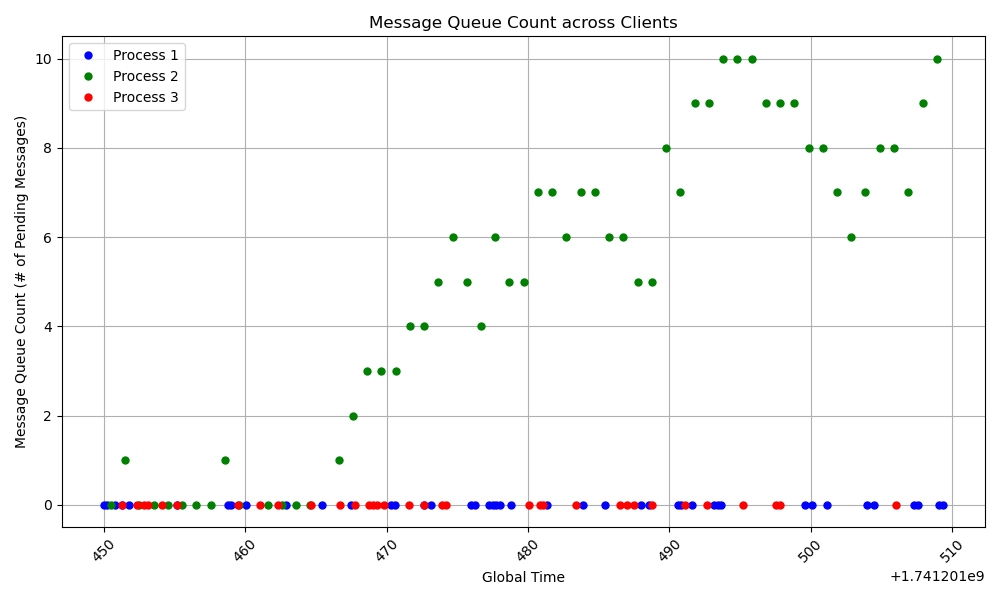 Message Queue Count across Clients
Process 1
Process 2
Process 3
Message Queue Count (# of Pending Messages)
10
8
6
4
2
0
450
460
470
480
490
500
510
Global Time
+1.741201e9